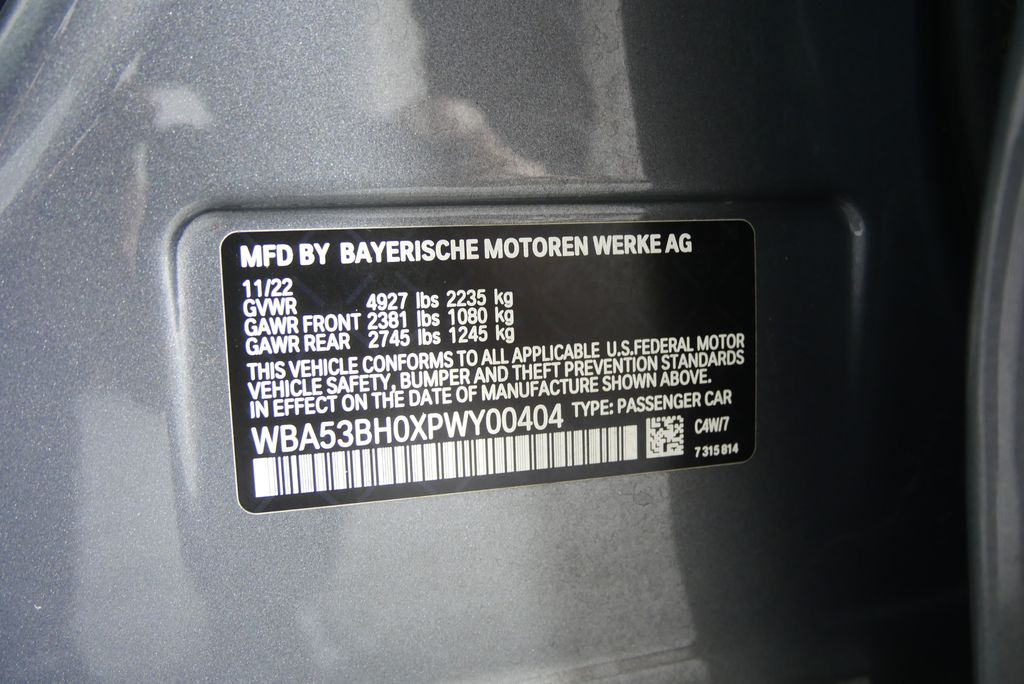 MFD BY BAYERISCHE MOTOREN WERKE AG
11/22
GVWR 4927 lbs 2235 kg
GAWR FRONT 2381 lbs 1080 kg
GAWR REAR 2745 lbs 1245 kg
THIS VEHICLE CONFORMS TO ALL APPLICABLE U.S.FEDERAL MOTOR
VEHICLE SAFETY, BUMPER AND THEFT PREVENTION STANDARDS
IN EFFECT ON THE DATE OF MANUFACTURE SHOWN ABOVE.
WBA53BH0XPWY00404 TYPE: PASSENGER CAR
C4W/7
7 315 814